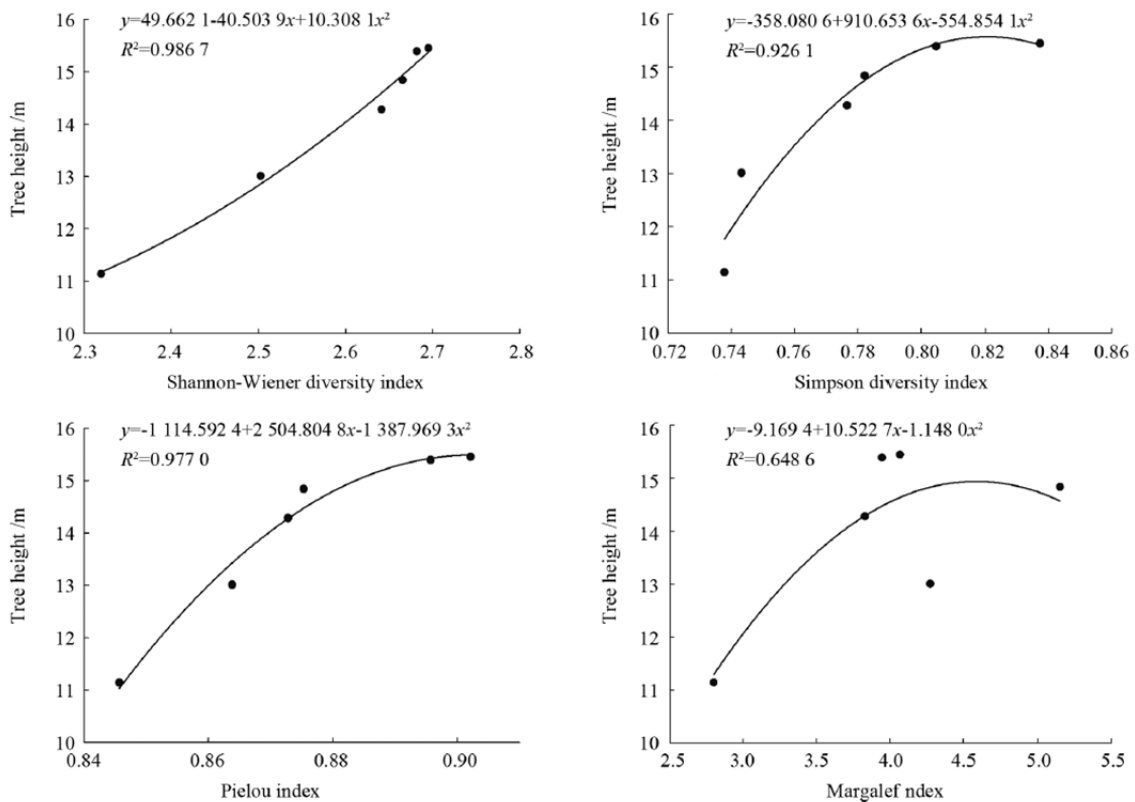 y=49.662 1-40.503 9x+10.308 1x²
R²=0.986 7
Tree height /m
16
15
14
13
12
11
10
2.3 2.4 2.5 2.6 2.7 2.8
Shannon-Wiener diversity index
y=-358.080 6+910.653 6x-554.854 1x²
R²=0.926 1
Tree height /m
16
15
14
13
12
11
10
0.72 0.74 0.76 0.78 0.80 0.82 0.84 0.86
Simpson diversity index
y=-1 114.592 4+2 504.804 8x-1 387.969 3x²
R²=0.977 0
Tree height /m
16
15
14
13
12
11
10
0.84 0.86 0.88 0.90
Pielou index
y=-9.169 4+10.522 7x-1.148 0x²
R²=0.648 6
Tree height /m
16
15
14
13
12
11
10
2.5 3.0 3.5 4.0 4.5 5.0 5.5
Margalef ndex